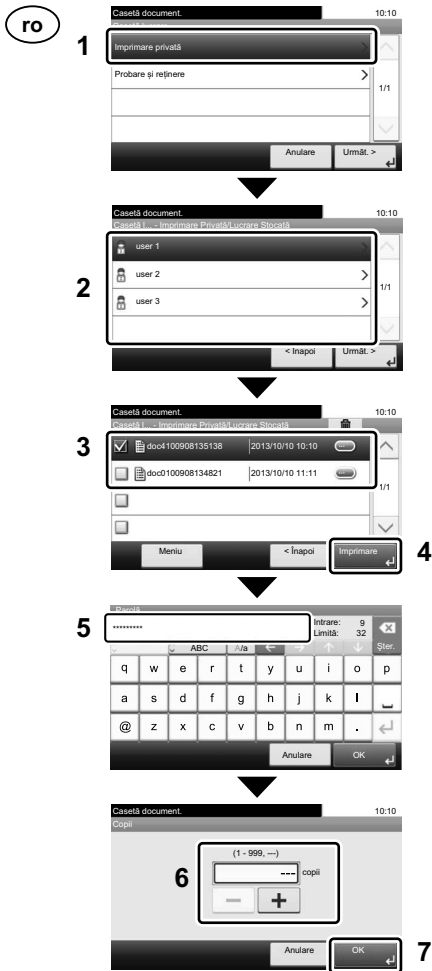 ro
Casetă document. 10:10
1
Imprimare privată
Probare și reținere
1/1
Anulare Următ. >
Casetă document. 10:10
Casetă l... - Imprimare Privată/Lucrare Stocată
2
user 1
user 2
user 3
1/1
< Inapoi Următ. >
Casetă document. 10:10
Casetă l... - Imprimare Privată/Lucrare Stocată
3
doc4100908135138 2013/10/10 10:10 ...
doc0100908134821 2013/10/10 11:11 ...
1/1
Meniu < Înapoi Imprimare
4
Parolă
5
********* Intrare: 9
Limită: 32
ABC A/a Șter.
q w e r t y u i o p
a s d f g h j k l
@ z x c v b n m .
Anulare OK
Casetă document. 10:10
Copii
6
(1 - 999, ---)
--- copii
− +
Anulare OK
7